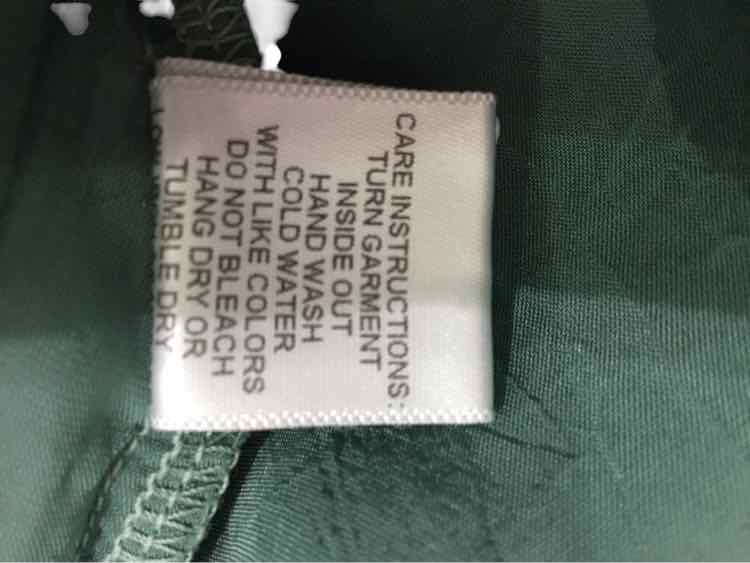 CARE INSTRUCTIONS:
TURN GARMENT
INSIDE OUT
HAND WASH
COLD WATER
WITH LIKE COLORS
DO NOT BLEACH
HANG DRY OR
TUMBLE DRY